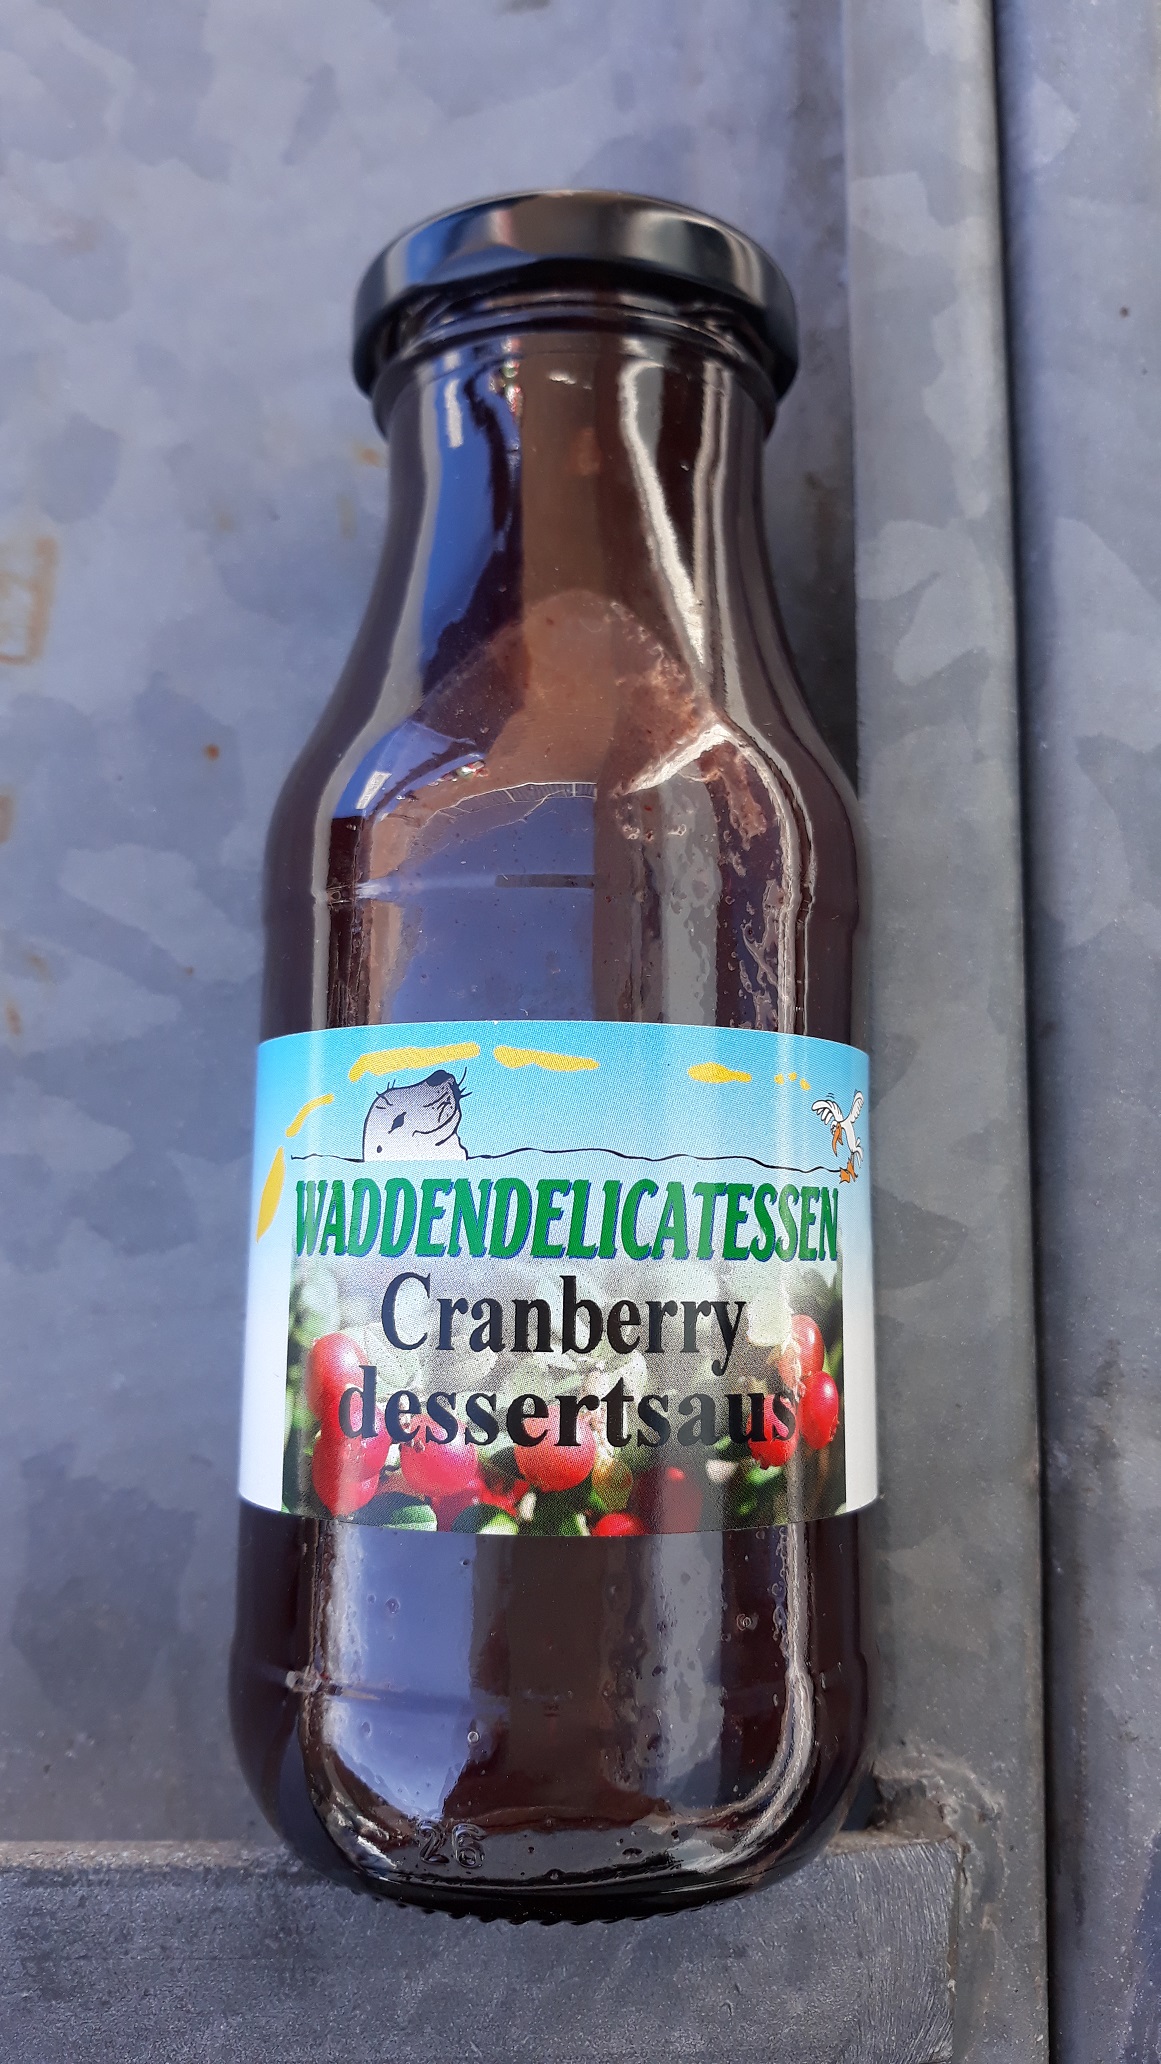 WADDENDELICATESSEN
Cranberry
dessertsaus
26